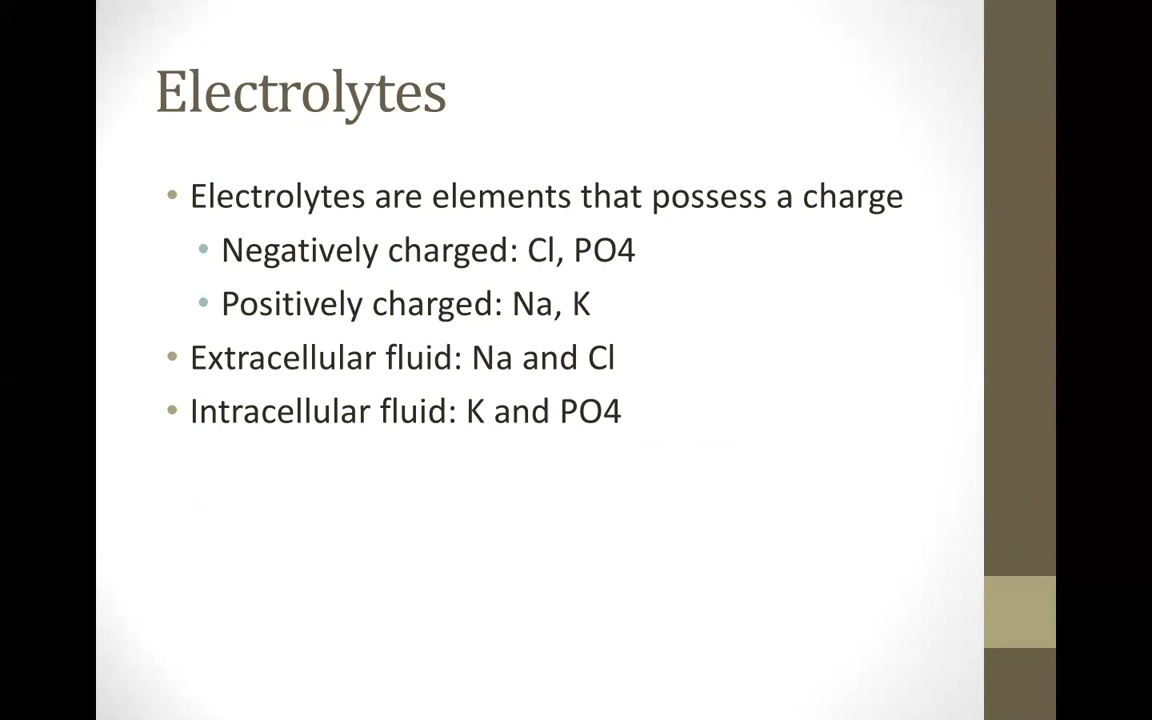 Electrolytes
• Electrolytes are elements that possess a charge
• Negatively charged: Cl, PO4
• Positively charged: Na, K
• Extracellular fluid: Na and Cl
• Intracellular fluid: K and PO4